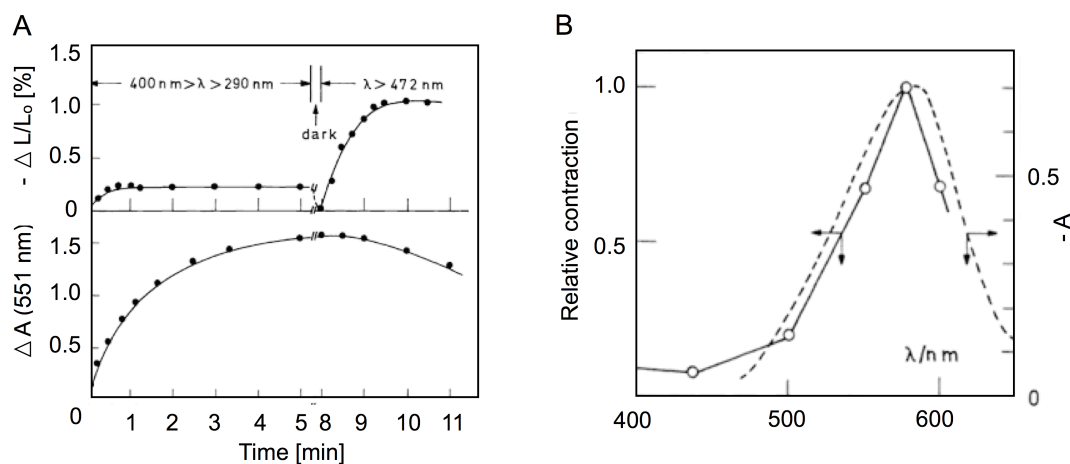 A
- △ L/L₀ [%]
1.5
1.0
0.5
0
400 nm>λ>290 nm
λ> 472 nm
dark
△ A (551 nm)
1.5
1.0
0.5
0
1 2 3 4 5 8 9 10 11
Time [min]
B
Relative contraction
1.0
0.5
0.5
0
- A
λ/nm
400 500 600